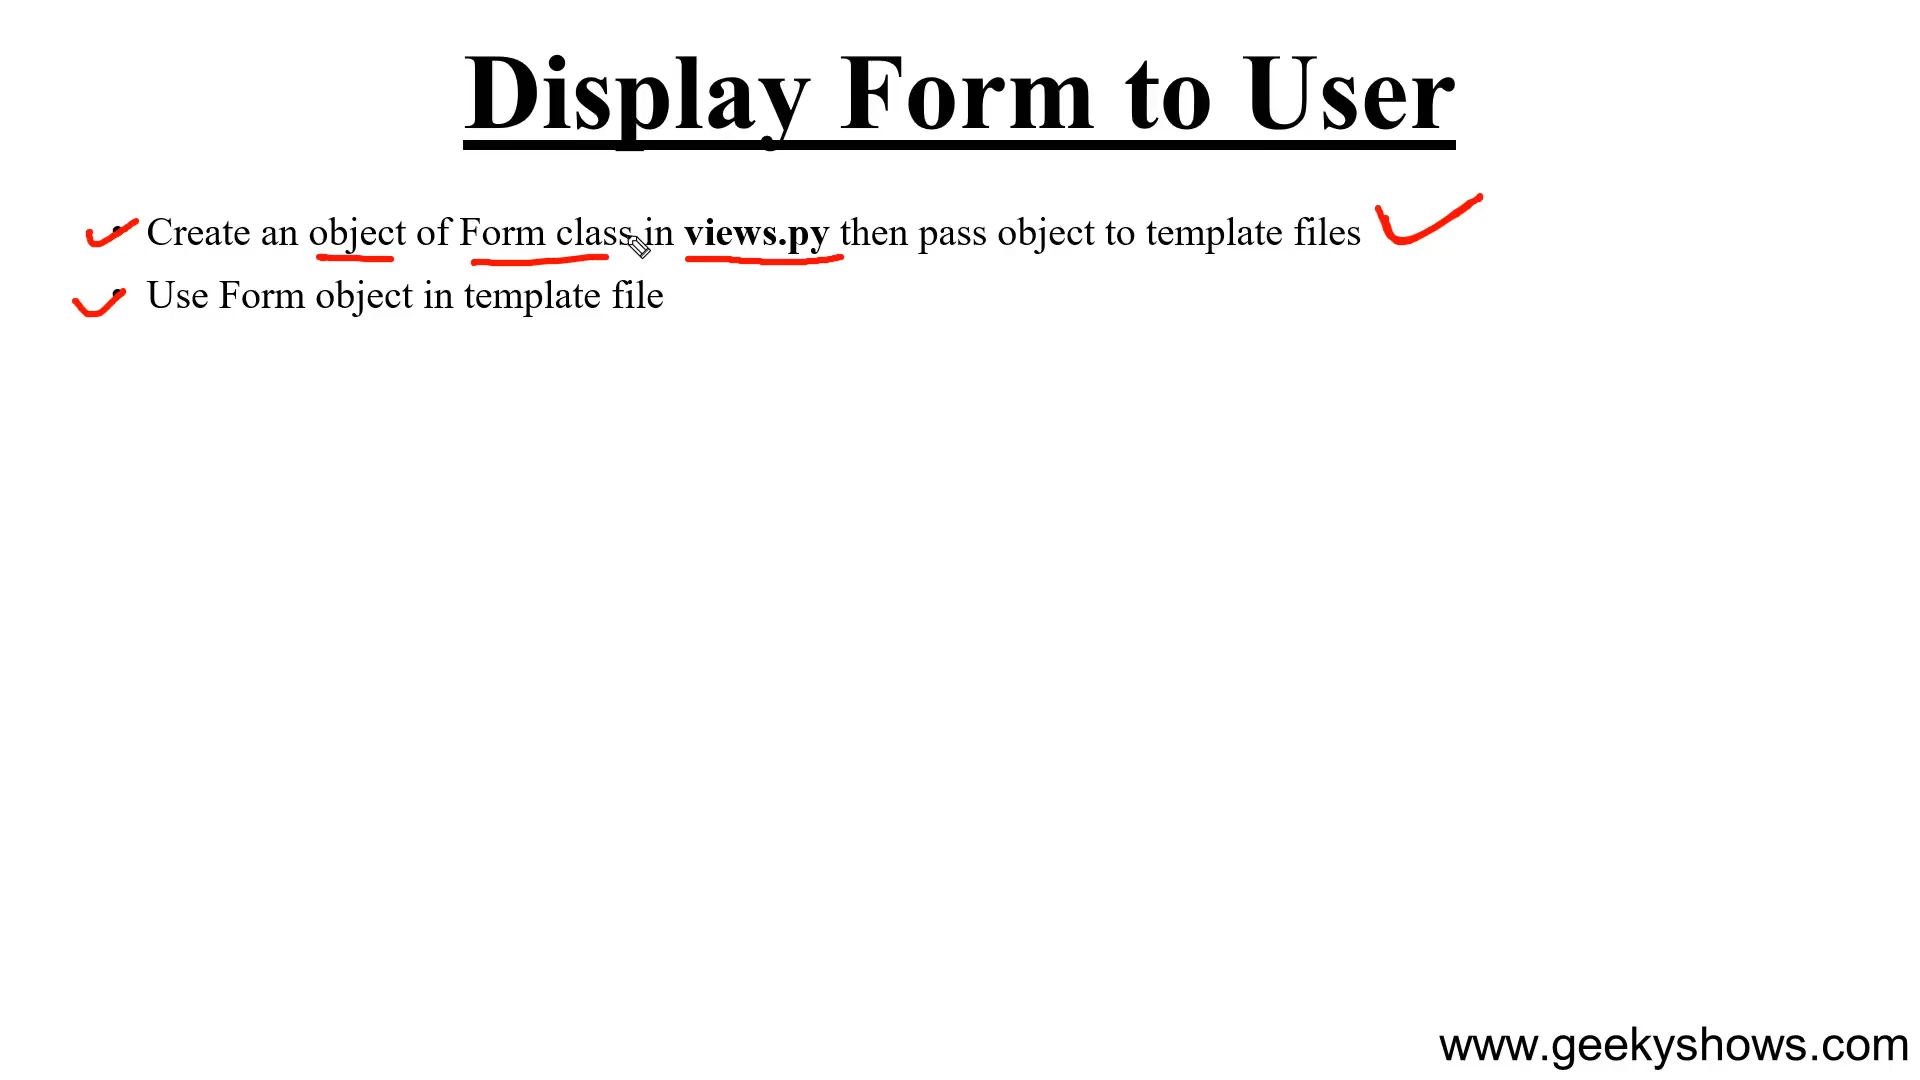 Display Form to User
• Create an object of Form class in views.py then pass object to template files
• Use Form object in template file
www.geekyshows.com